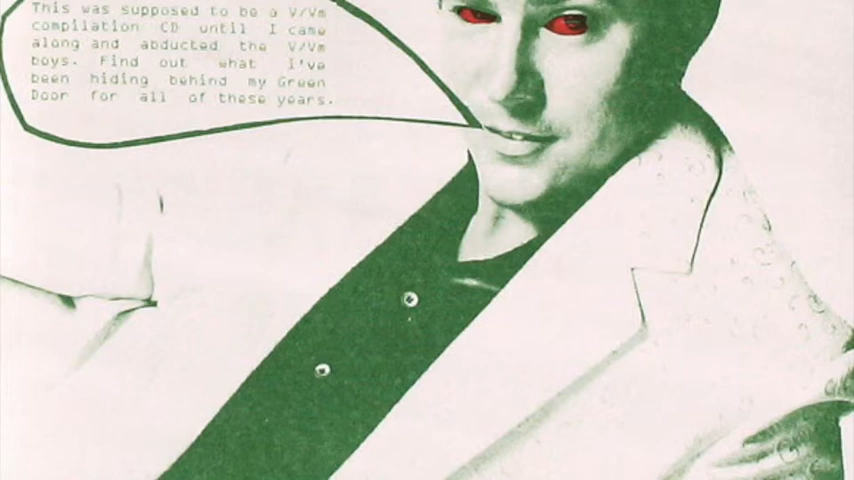 This was supposed to be a V/Vm
compilation CD until I came
along and abducted the V/Vm
boys. Find out what I've
been hiding behind my Green
Door for all of these years.